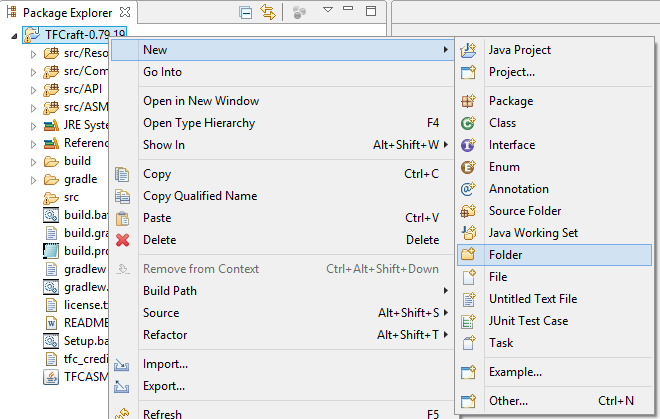 Package Explorer
TFCraft-0.79.19
src/Reso
src/Com
src/API
src/ASM
JRE Syste
Reference
build
gradle
src
build.ba
build.gra
build.pro
gradlew
gradlew.
license.tx
README
Setup.ba
tfc_credi
TFCASM
New
Go Into
Open in New Window
Open Type Hierarchy F4
Show In Alt+Shift+W
Copy Ctrl+C
Copy Qualified Name
Paste Ctrl+V
Delete Delete
Remove from Context Ctrl+Alt+Shift+Down
Build Path
Source Alt+Shift+S
Refactor Alt+Shift+T
Import...
Export...
Refresh F5
Java Project
Project...
Package
Class
Interface
Enum
Annotation
Source Folder
Java Working Set
Folder
File
Untitled Text File
JUnit Test Case
Task
Example...
Other... Ctrl+N